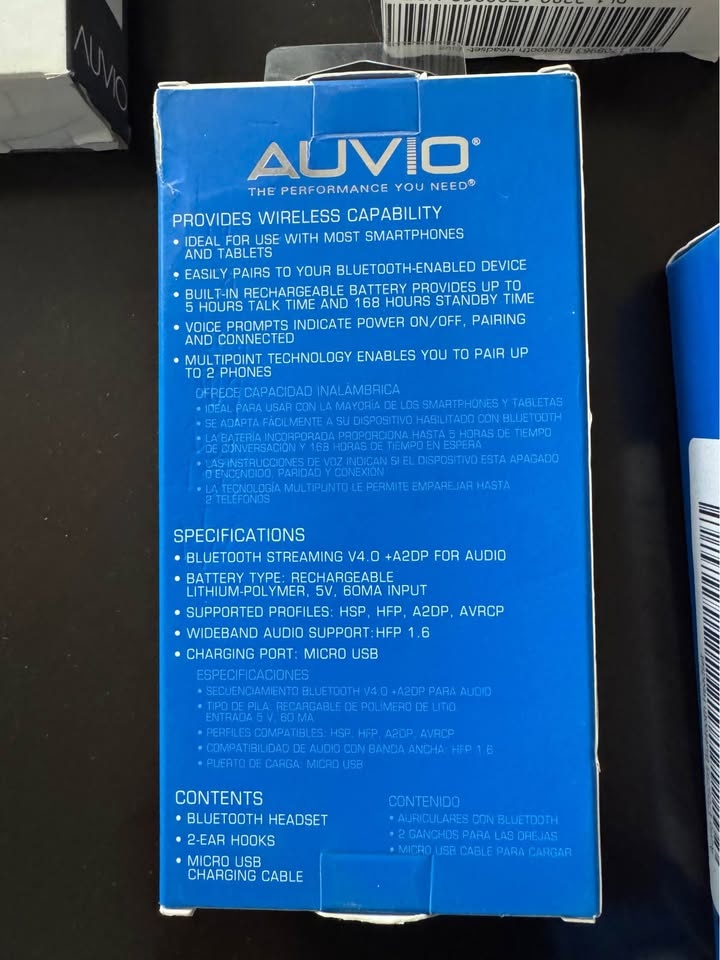 AUVIO
AUVIO®
THE PERFORMANCE YOU NEED®
PROVIDES WIRELESS CAPABILITY
• IDEAL FOR USE WITH MOST SMARTPHONES
AND TABLETS
• EASILY PAIRS TO YOUR BLUETOOTH-ENABLED DEVICE
• BUILT-IN RECHARGEABLE BATTERY PROVIDES UP TO
5 HOURS TALK TIME AND 168 HOURS STANDBY TIME
• VOICE PROMPTS INDICATE POWER ON/OFF, PAIRING
AND CONNECTED
• MULTIPOINT TECHNOLOGY ENABLES YOU TO PAIR UP
TO 2 PHONES
OFRECE CAPACIDAD INALÁMBRICA
• IDEAL PARA USAR CON LA MAYORÍA DE LOS SMARTPHONES Y TABLETAS
• SE ADAPTA FÁCILMENTE A SU DISPOSITIVO HABILITADO CON BLUETOOTH
• LA BATERÍA INCORPORADA PROPORCIONA HASTA 5 HORAS DE TIEMPO
DE CONVERSACIÓN Y 168 HORAS DE TIEMPO EN ESPERA
• LAS INSTRUCCIONES DE VOZ INDICAN SI EL DISPOSITIVO ESTA APAGADO
O ENCENDIDO, PARIDAD Y CONEXIÓN
• LA TECNOLOGÍA MULTIPUNTO LE PERMITE EMPAREJAR HASTA
2 TELÉFONOS
SPECIFICATIONS
• BLUETOOTH STREAMING V4.0 +A2DP FOR AUDIO
• BATTERY TYPE: RECHARGEABLE
LITHIUM-POLYMER, 5V, 60MA INPUT
• SUPPORTED PROFILES: HSP, HFP, A2DP, AVRCP
• WIDEBAND AUDIO SUPPORT:HFP 1.6
• CHARGING PORT: MICRO USB
ESPECIFICACIONES
• SECUENCIAMIENTO BLUETOOTH V4.0 +A2DP PARA AUDIO
• TIPO DE PILA: RECARGABLE DE POLÍMERO DE LITIO
ENTRADA 5 V, 60 MA
• PERFILES COMPATIBLES: HSP, HFP, A2DP, AVRCP
• COMPATIBILIDAD DE AUDIO CON BANDA ANCHA: HFP 1.6
• PUERTO DE CARGA: MICRO USB
CONTENTS
• BLUETOOTH HEADSET
• 2-EAR HOOKS
• MICRO USB
CHARGING CABLE
CONTENIDO
• AURICULARES CON BLUETOOTH
• 2 GANCHOS PARA LAS OREJAS
• MICRO USB CABLE PARA CARGAR